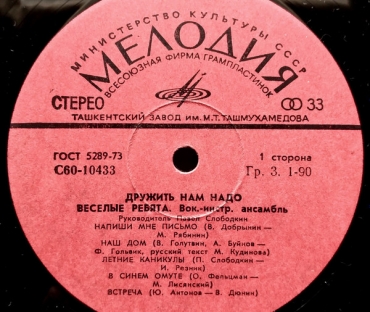 МИНИСТЕРСТВО КУЛЬТУРЫ СССР
МЕЛОДИЯ
ВСЕСОЮЗНАЯ ФИРМА ГРАМПЛАСТИНОК
СТЕРЕО
33
ТАШКЕНТСКИЙ ЗАВОД ИМ. М.Т. ТАШМУХАМЕДОВА
ГОСТ 5289-73
1 сторона
С60-10433
Гр. 3. 1-90
ДРУЖИТЬ НАМ НАДО
ВЕСЕЛЫЕ РЕБЯТА. Вок.-инстр. ансамбль
Руководитель Павел Слободкин
НАПИШИ МНЕ ПИСЬМО (В. Добрынин —
М. Рябинин)
НАШ ДОМ (В. Голутвин, А. Буйнов —
Ф. Гольвик, русский текст М. Кудинова)
ЛЕТНИЕ КАНИКУЛЫ (П. Слободкин —
И. Резник)
В СИНЕМ ОМУТЕ (О. Фельцман —
М. Лисянский)
ВСТРЕЧА (Ю. Антонов — В. Дюнин)